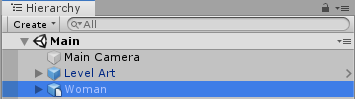 Hierarchy
Create
All
Main
Main Camera
Level Art
Woman